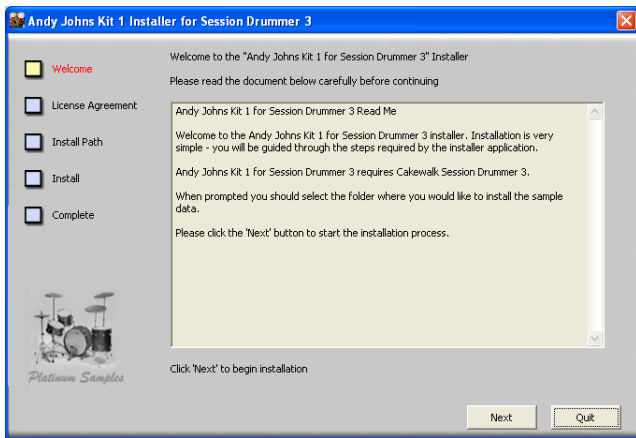 Andy Johns Kit 1 Installer for Session Drummer 3
Welcome
License Agreement
Install Path
Install
Complete
Platinum Samples
Welcome to the "Andy Johns Kit 1 for Session Drummer 3" Installer
Please read the document below carefully before continuing
Andy Johns Kit 1 for Session Drummer 3 Read Me
Welcome to the Andy Johns Kit 1 for Session Drummer 3 installer. Installation is very
simple - you will be guided through the steps required by the installer application.
Andy Johns Kit 1 for Session Drummer 3 requires Cakewalk Session Drummer 3.
When prompted you should select the folder where you would like to install the sample
data.
Please click the 'Next' button to start the installation process.
Click 'Next' to begin installation
Next
Quit